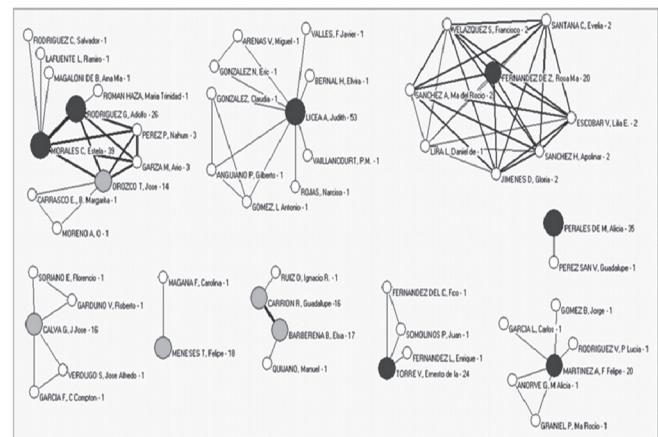 RODRIGUEZ C, Salvador - 1
LAFUENTE L, Ramiro - 1
MAGALONI DE B, Ana Ma - 1
ROMAN HAZA, Maria Trinidad - 1
RODRIGUEZ G, Adolfo - 26
PEREZ P, Nahum - 3
MORALES C, Estela - 39
GARZA M, Ario - 3
OROZCO T, Jose - 14
CARRASCO E., B. Margarita - 1
MORENO A, O - 1
ARENAS V, Miguel - 1
VALLES, F Javier - 1
GONZALEZ N, Eric - 1
BERNAL H, Elvira - 1
GONZALEZ, Claudia - 1
LICEA A, Judith - 53
VAILLANCOURT, P.M. - 1
ANGUIANO P, Gilberto - 1
ROJAS, Narciso - 1
GOMEZ, L Antonio - 1
VELAZQUEZ S, Francisco - 2
SANTANA C, Evelia - 2
FERNANDEZ DE Z, Rosa Ma - 20
SANCHEZ A, Ma del Rocio - 2
ESCOBAR V, Lilia E. - 2
LIRA L, Daniel de - 1
SANCHEZ H, Apolinar - 2
JIMENES D, Gloria - 2
PERALES DE M, Alicia - 35
PEREZ SAN V, Guadalupe - 1
SORIANO E, Florencio - 1
GARDUNO V, Roberto - 1
CALVA G, J Jose - 16
VERDUGO S, Jose Alfredo - 1
GARCIA F, C Compton - 1
MAGANA F, Carolina - 1
MENESES T, Felipe - 18
RUIZ O, Ignacio R. - 1
CARRION R, Guadalupe -16
BARBERENA B, Elsa - 17
QUIJANO, Manuel - 1
FERNANDEZ DEL C, Fco - 1
SOMOLINOS P, Juan - 1
FERNANDEZ L, Enrique - 1
TORRE V, Ernesto de la - 24
GOMEZ B, Jorge - 1
GARCIA L, Carlos - 1
RODRIGUEZ V, P Lucia - 1
MARTINEZ A, F Felipe - 20
ANORVE G, M Alicia - 1
GRANIEL P, Ma Rocio - 1